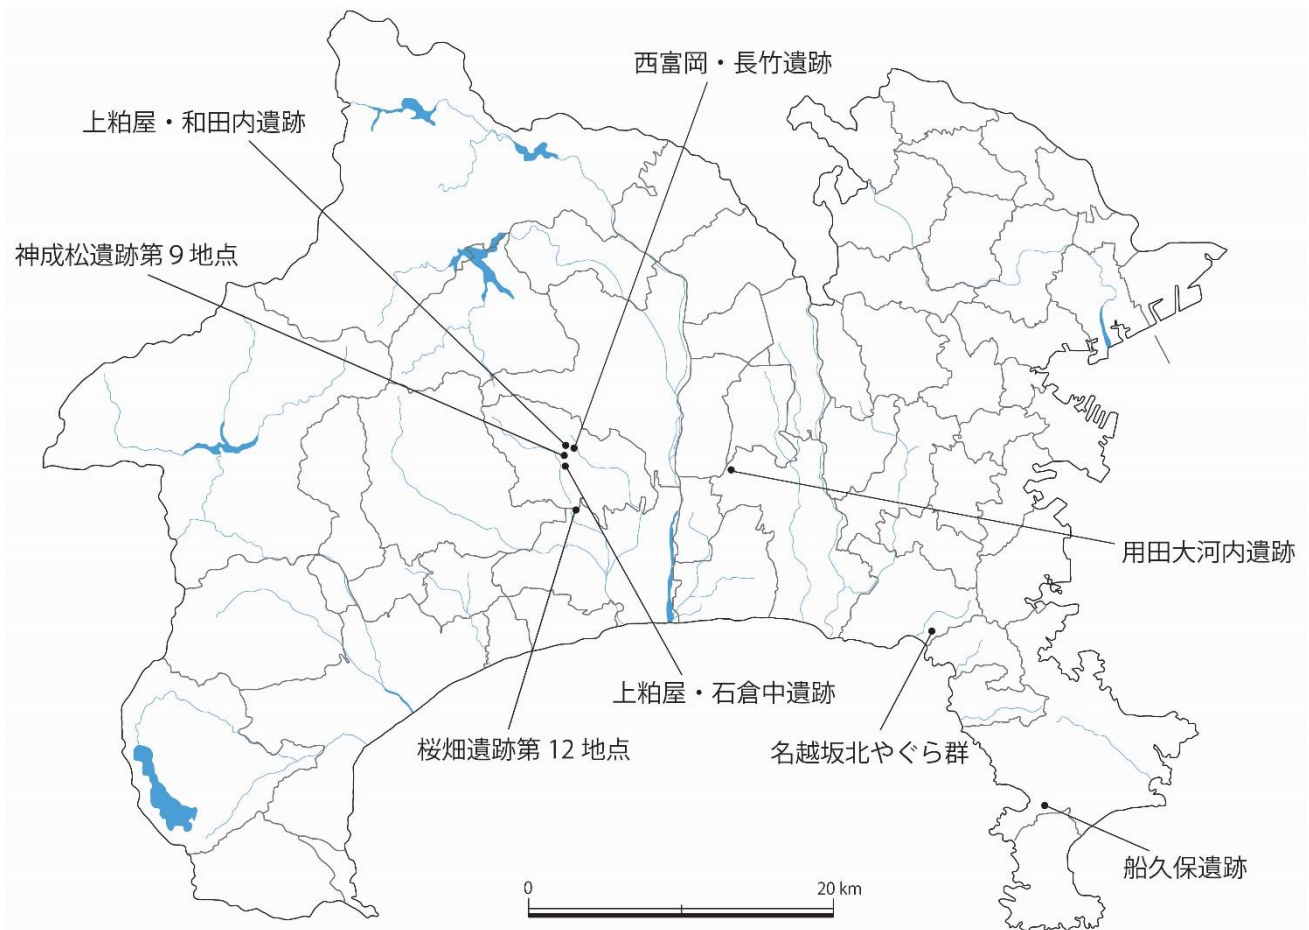 西富岡・長竹遺跡
上粕屋・和田内遺跡
神成松遺跡第９地点
用田大河内遺跡
上粕屋・石倉中遺跡
桜畑遺跡第 12 地点
名越坂北やぐら群
船久保遺跡
0
20 km